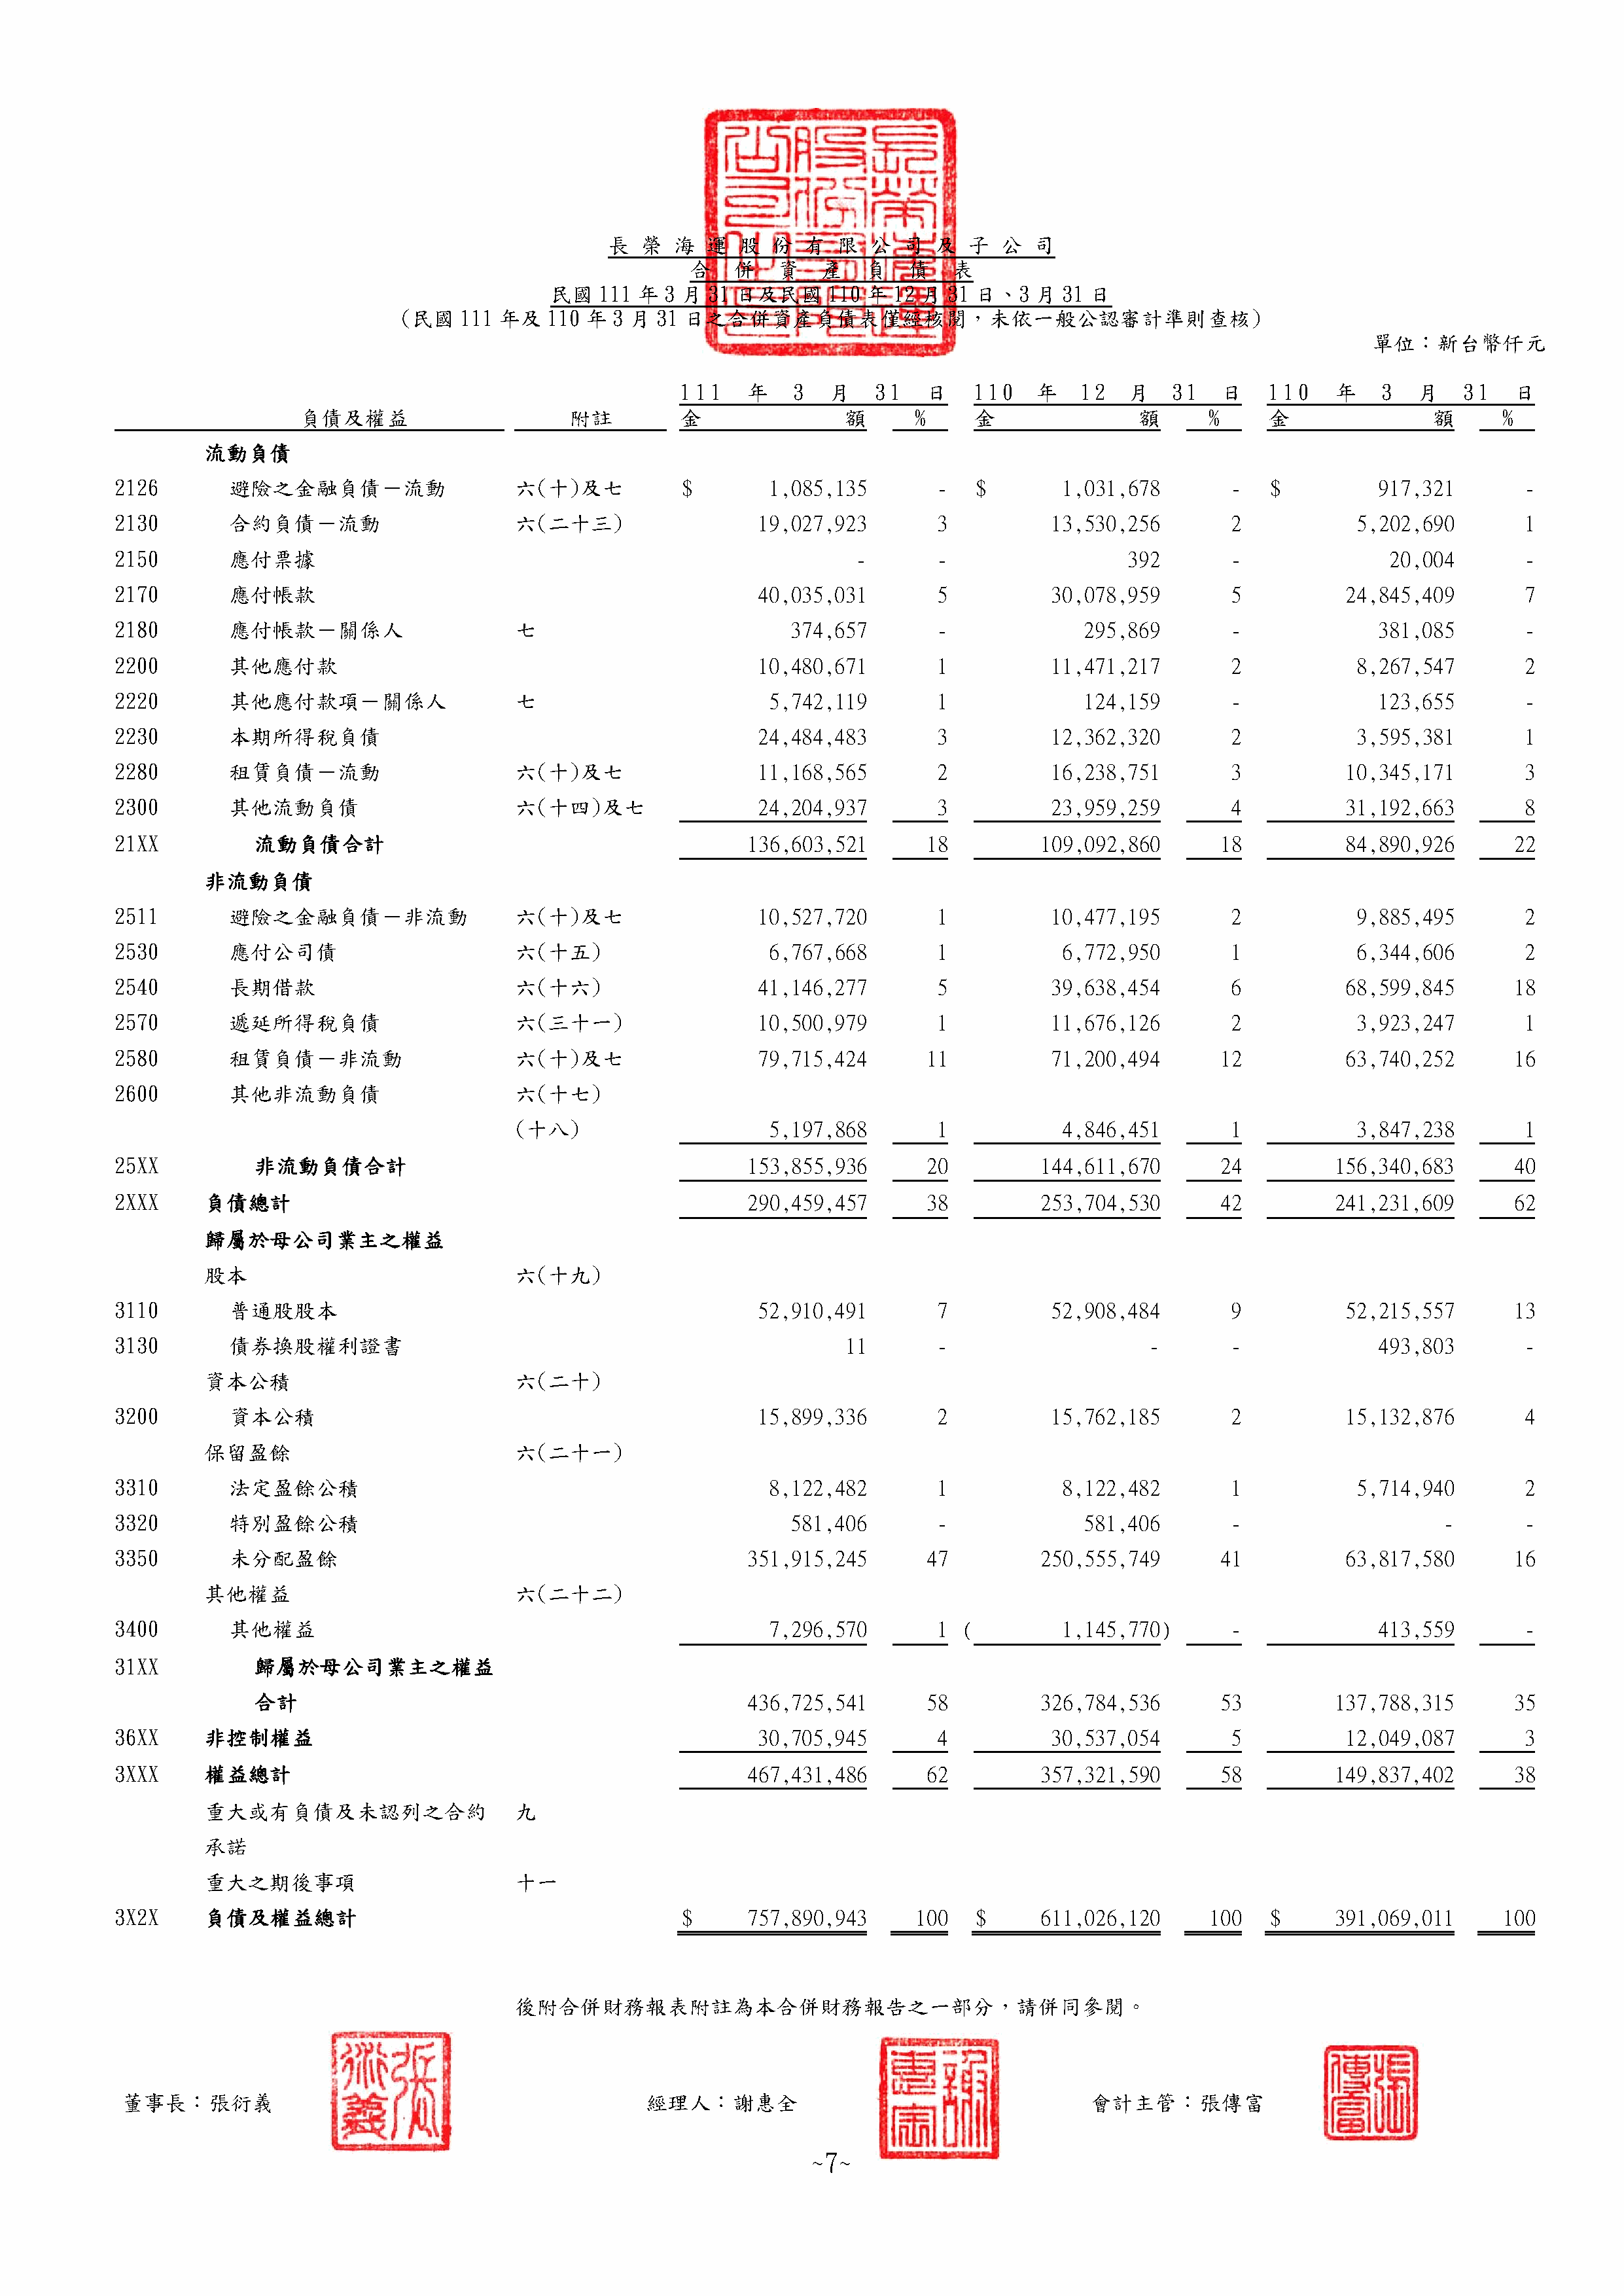 長榮海運股份有限公司及子公司
合併資產負債表
民國111年3月31日及民國110年12月31日、3月31日
(民國111年及110年3月31日之合併資產負債表僅經核閱,未依一般公認審計準則查核)
單位:新台幣仟元
111 年 3 月 31 日 110 年 12 月 31 日 110 年 3 月 31 日
負債及權益 附註 金 額 % 金 額 % 金 額 %
流動負債
2126 避險之金融負債-流動 六(十)及七 $ 1,085,135 - $ 1,031,678 - $ 917,321 -
2130 合約負債-流動 六(二十三) 19,027,923 3 13,530,256 2 5,202,690 1
2150 應付票據 - - 392 - 20,004 -
2170 應付帳款 40,035,031 5 30,078,959 5 24,845,409 7
2180 應付帳款-關係人 七 374,657 - 295,869 - 381,085 -
2200 其他應付款 10,480,671 1 11,471,217 2 8,267,547 2
2220 其他應付款項-關係人 七 5,742,119 1 124,159 - 123,655 -
2230 本期所得稅負債 24,484,483 3 12,362,320 2 3,595,381 1
2280 租賃負債-流動 六(十)及七 11,168,565 2 16,238,751 3 10,345,171 3
2300 其他流動負債 六(十四)及七 24,204,937 3 23,959,259 4 31,192,663 8
21XX 流動負債合計 136,603,521 18 109,092,860 18 84,890,926 22
非流動負債
2511 避險之金融負債-非流動 六(十)及七 10,527,720 1 10,477,195 2 9,885,495 2
2530 應付公司債 六(十五) 6,767,668 1 6,772,950 1 6,344,606 2
2540 長期借款 六(十六) 41,146,277 5 39,638,454 6 68,599,845 18
2570 遞延所得稅負債 六(三十一) 10,500,979 1 11,676,126 2 3,923,247 1
2580 租賃負債-非流動 六(十)及七 79,715,424 11 71,200,494 12 63,740,252 16
2600 其他非流動負債 六(十七)
(十八) 5,197,868 1 4,846,451 1 3,847,238 1
25XX 非流動負債合計 153,855,936 20 144,611,670 24 156,340,683 40
2XXX 負債總計 290,459,457 38 253,704,530 42 241,231,609 62
歸屬於母公司業主之權益
股本 六(十九)
3110 普通股股本 52,910,491 7 52,908,484 9 52,215,557 13
3130 債券換股權利證書 11 - - - 493,803 -
資本公積 六(二十)
3200 資本公積 15,899,336 2 15,762,185 2 15,132,876 4
保留盈餘 六(二十一)
3310 法定盈餘公積 8,122,482 1 8,122,482 1 5,714,940 2
3320 特別盈餘公積 581,406 - 581,406 - - -
3350 未分配盈餘 351,915,245 47 250,555,749 41 63,817,580 16
其他權益 六(二十二)
3400 其他權益 7,296,570 1 ( 1,145,770) - 413,559 -
31XX 歸屬於母公司業主之權益
合計 436,725,541 58 326,784,536 53 137,788,315 35
36XX 非控制權益 30,705,945 4 30,537,054 5 12,049,087 3
3XXX 權益總計 467,431,486 62 357,321,590 58 149,837,402 38
重大或有負債及未認列之合約 九
承諾
重大之期後事項 十一
3X2X 負債及權益總計 $ 757,890,943 100 $ 611,026,120 100 $ 391,069,011 100
後附合併財務報表附註為本合併財務報告之一部分,請併同參閱。
董事長:張衍義 經理人:謝惠全 會計主管:張傳富
~7~